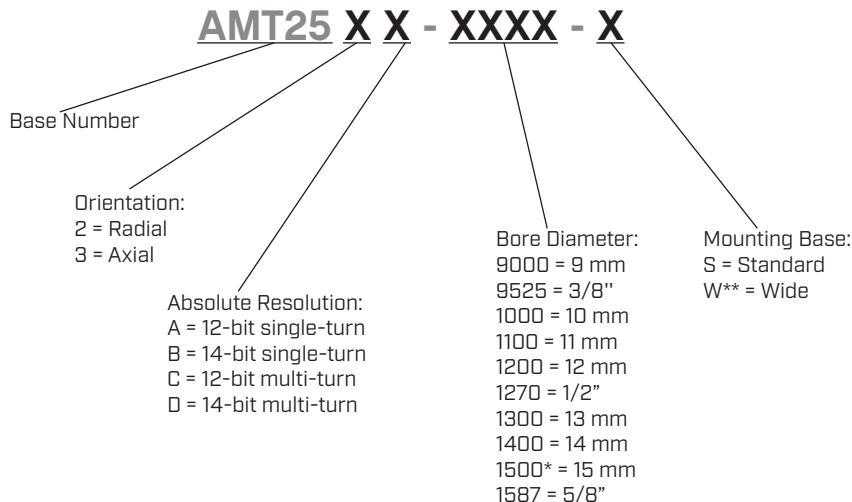 AMT25 X X - XXXX - X
Base Number
Orientation:
2 = Radial
3 = Axial
Absolute Resolution:
A = 12-bit single-turn
B = 14-bit single-turn
C = 12-bit multi-turn
D = 14-bit multi-turn
Bore Diameter:
9000 = 9 mm
9525 = 3/8''
1000 = 10 mm
1100 = 11 mm
1200 = 12 mm
1270 = 1/2”
1300 = 13 mm
1400 = 14 mm
1500* = 15 mm
1587 = 5/8”
Mounting Base:
S = Standard
W** = Wide